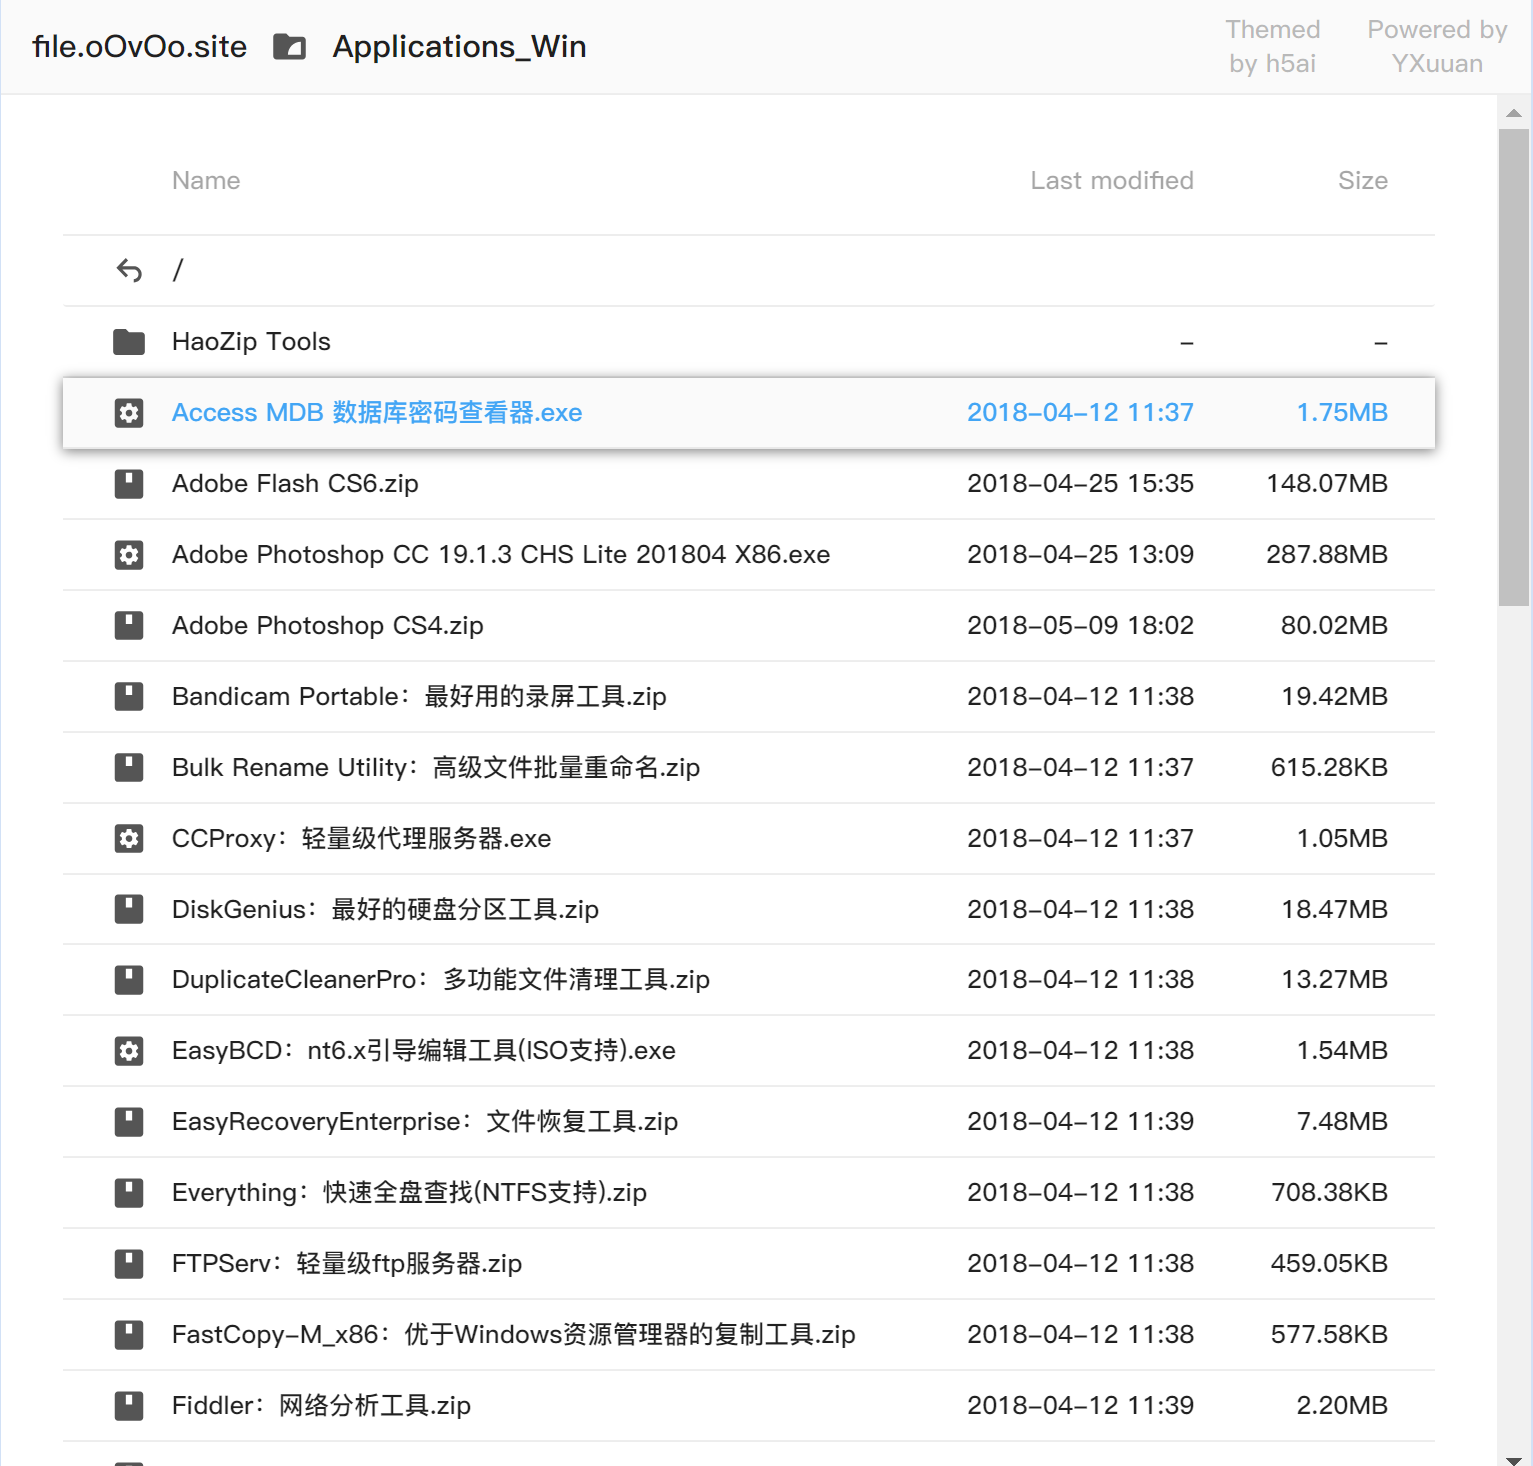 file.oOvOo.site Applications_Win Themed by h5ai Powered by YXuuan
Name Last modified Size
/
HaoZip Tools – –
Access MDB 数据库密码查看器.exe 2018–04–12 11:37 1.75MB
Adobe Flash CS6.zip 2018–04–25 15:35 148.07MB
Adobe Photoshop CC 19.1.3 CHS Lite 201804 X86.exe 2018–04–25 13:09 287.88MB
Adobe Photoshop CS4.zip 2018–05–09 18:02 80.02MB
Bandicam Portable：最好用的录屏工具.zip 2018–04–12 11:38 19.42MB
Bulk Rename Utility：高级文件批量重命名.zip 2018–04–12 11:37 615.28KB
CCProxy：轻量级代理服务器.exe 2018–04–12 11:37 1.05MB
DiskGenius：最好的硬盘分区工具.zip 2018–04–12 11:38 18.47MB
DuplicateCleanerPro：多功能文件清理工具.zip 2018–04–12 11:38 13.27MB
EasyBCD：nt6.x引导编辑工具(ISO支持).exe 2018–04–12 11:38 1.54MB
EasyRecoveryEnterprise：文件恢复工具.zip 2018–04–12 11:39 7.48MB
Everything：快速全盘查找(NTFS支持).zip 2018–04–12 11:38 708.38KB
FTPServ：轻量级ftp服务器.zip 2018–04–12 11:38 459.05KB
FastCopy–M_x86：优于Windows资源管理器的复制工具.zip 2018–04–12 11:38 577.58KB
Fiddler：网络分析工具.zip 2018–04–12 11:39 2.20MB